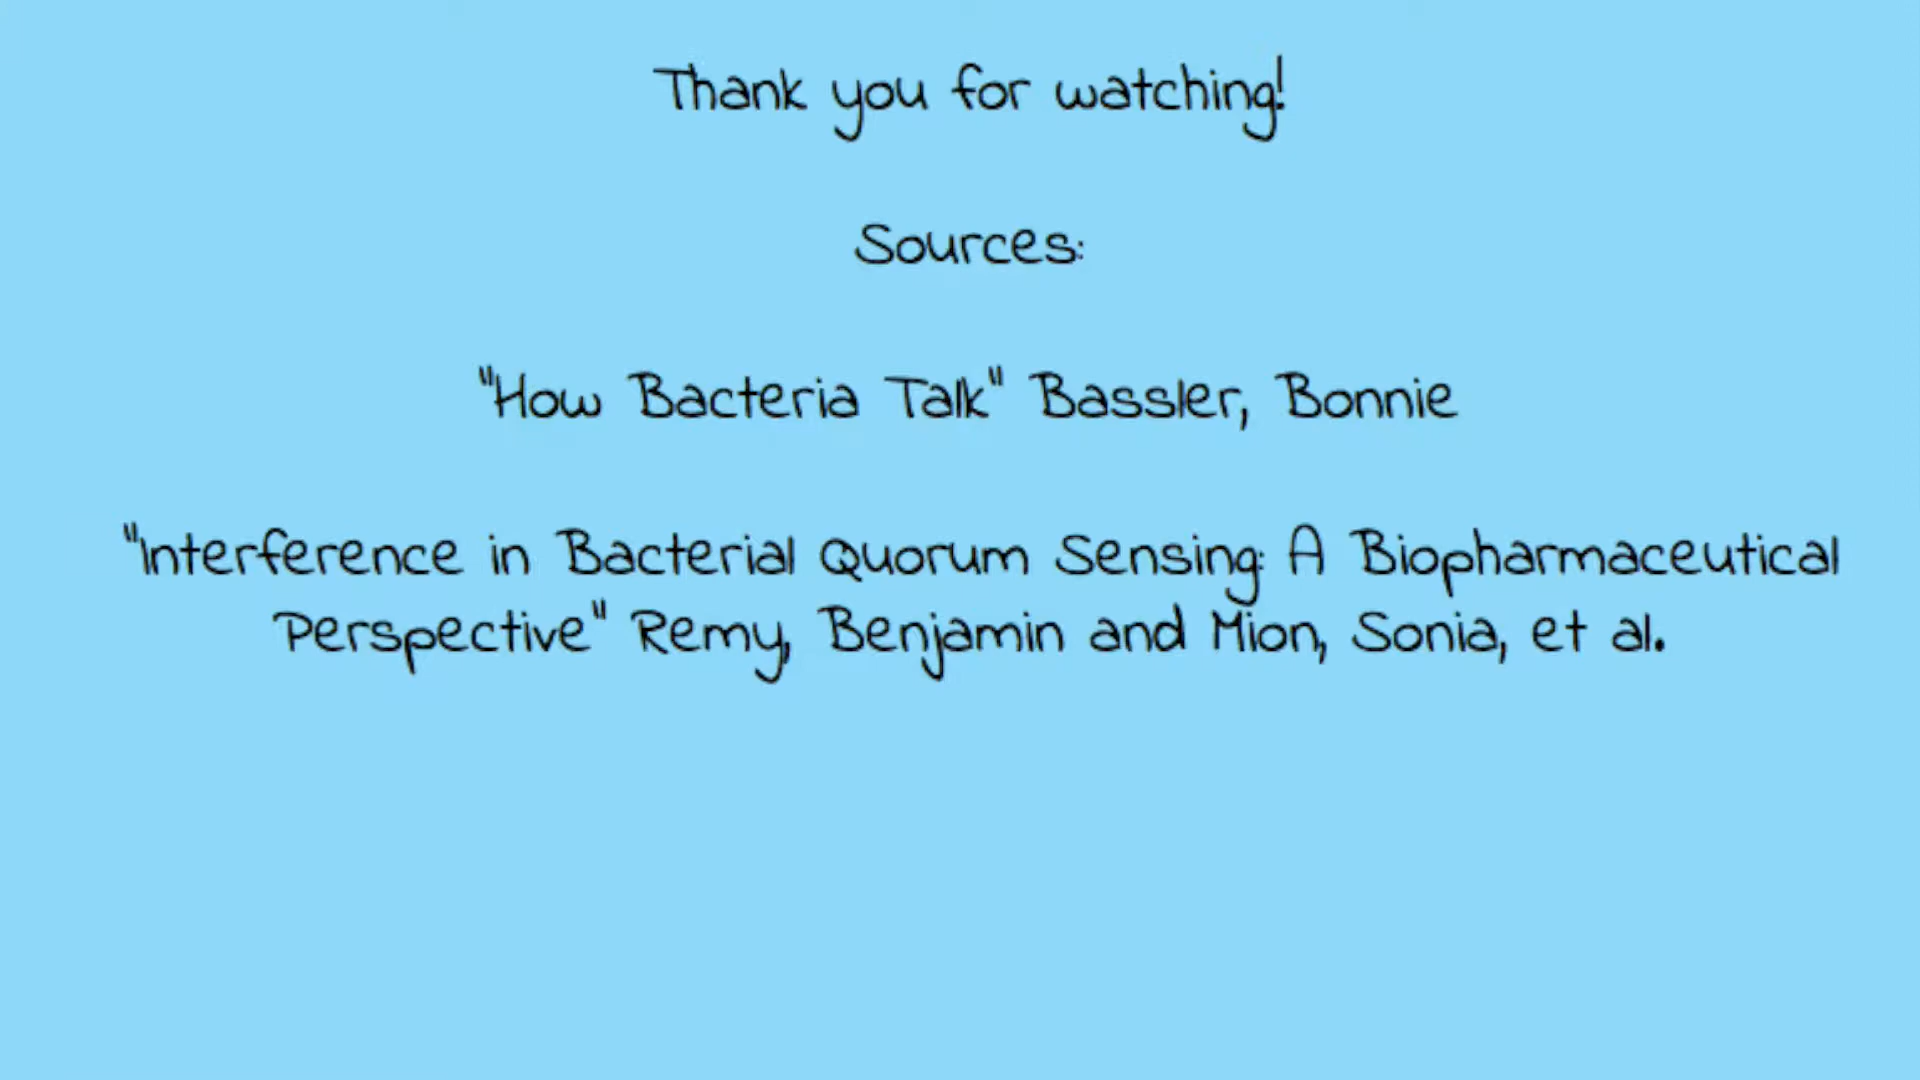 Thank you for watching!
Sources:
"How Bacteria Talk" Bassler, Bonnie
"Interference in Bacterial Quorum Sensing: A Biopharmaceutical
Perspective" Remy, Benjamin and Mion, Sonia, et al.